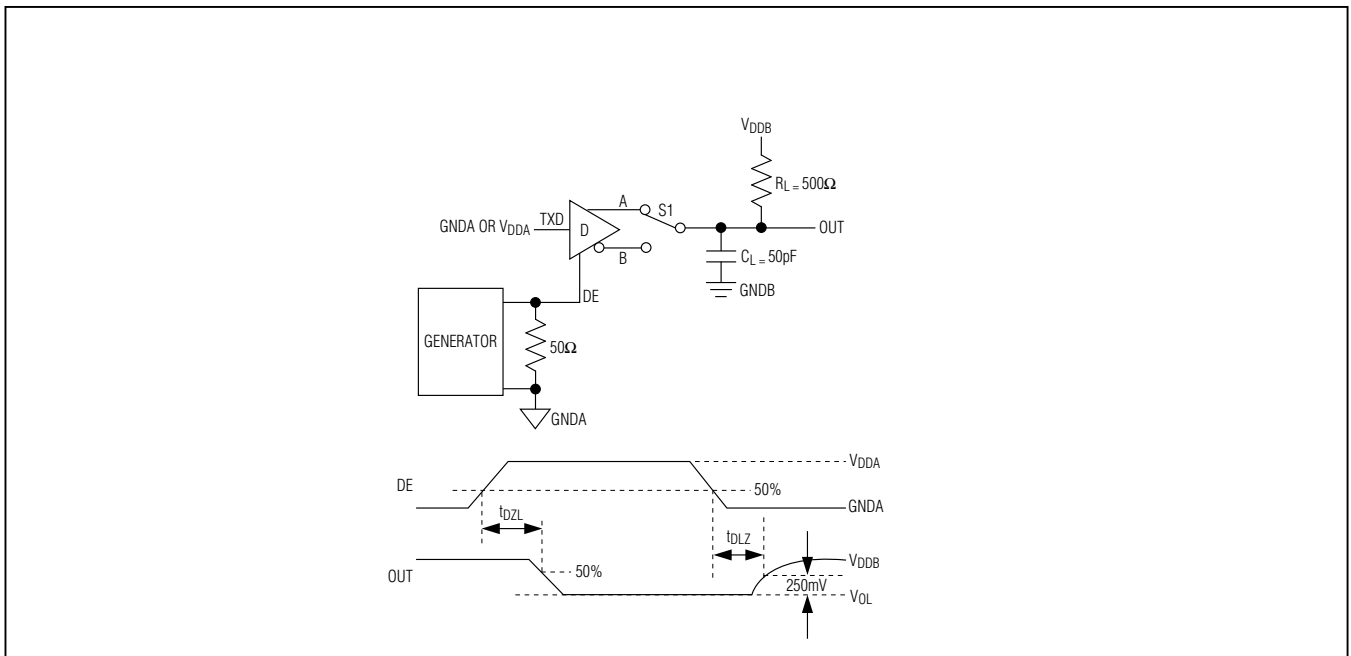 VDDB
RL = 500Ω
A
S1
GNDA OR VDDA
TXD
D
OUT
B
CL = 50pF
GNDB
DE
GENERATOR
50Ω
GNDA
VDDA
DE
50%
GNDA
tDZL
tDLZ
VDDB
OUT
50%
250mV
VOL